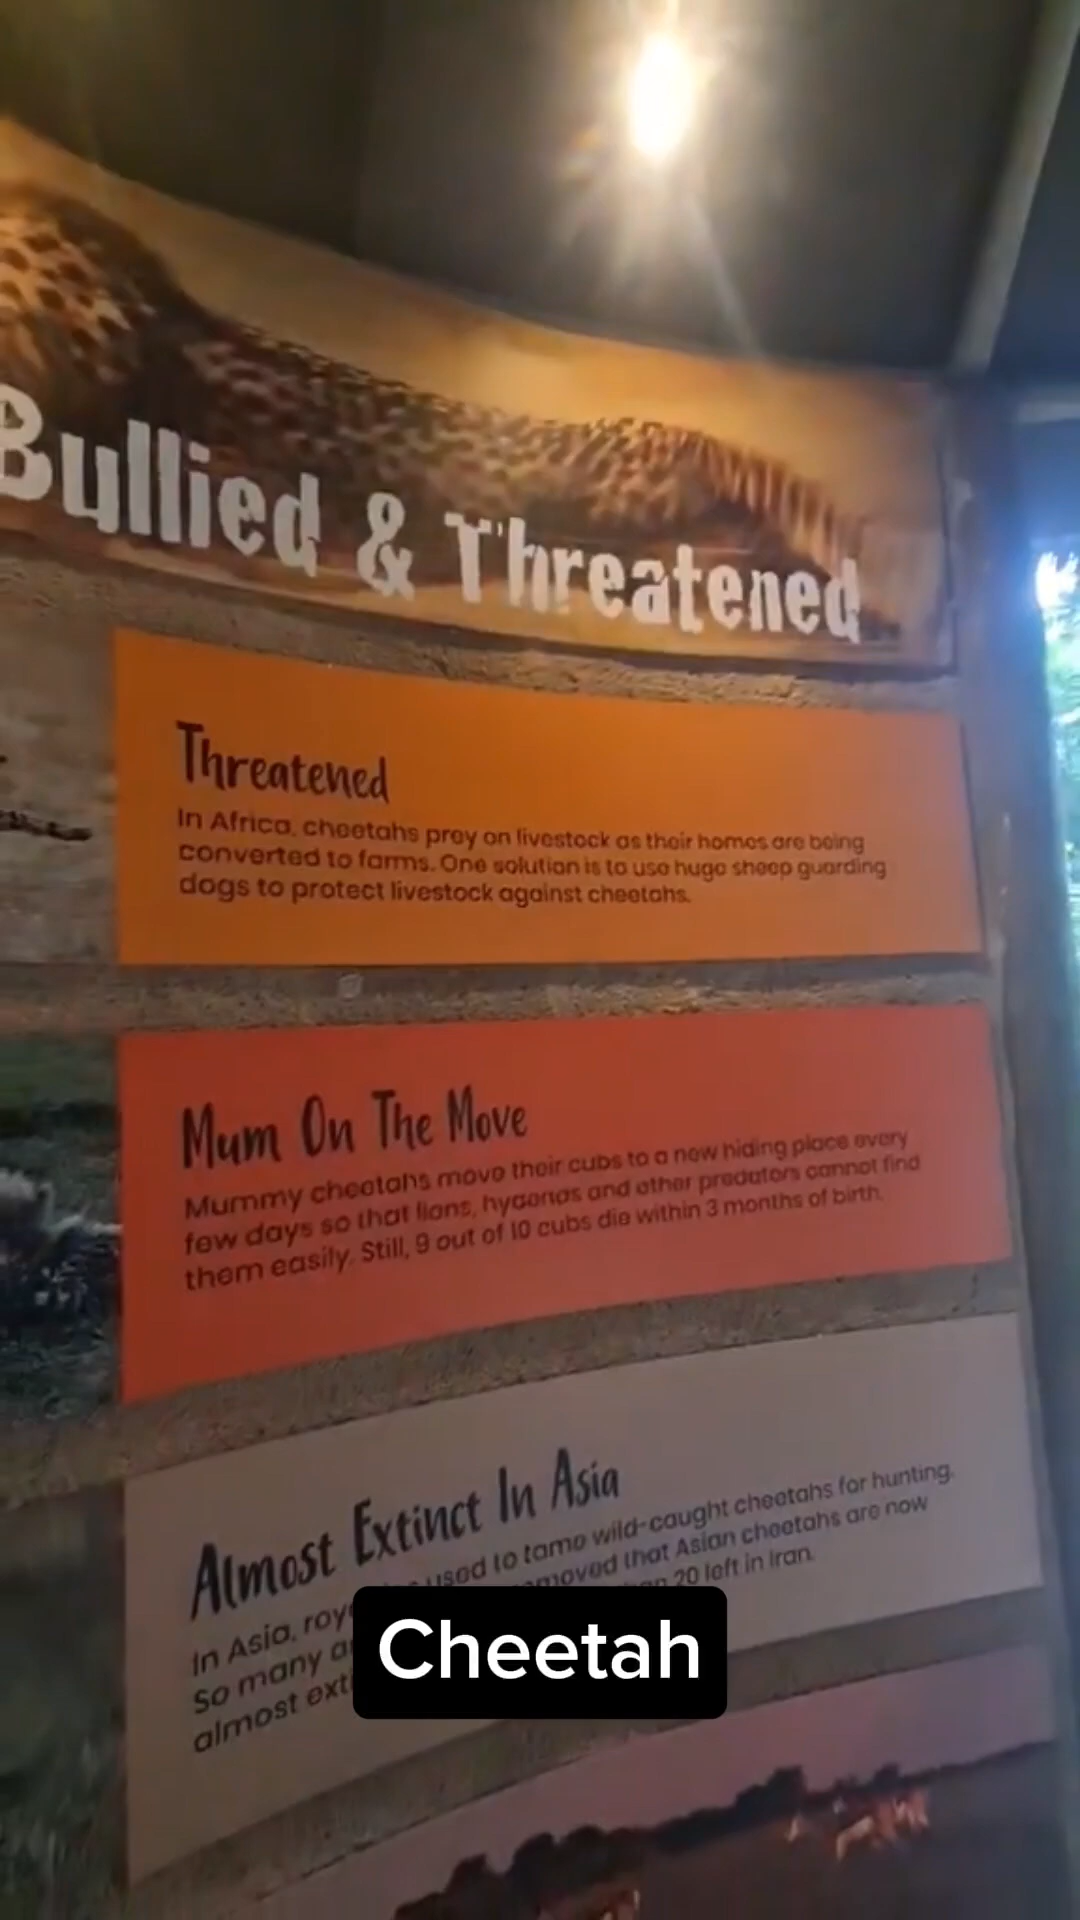 Bullied & Threatened
Threatened
In Africa, cheetahs prey on livestock as their homes are being
converted to farms. One solution is to use huge sheep guarding
dogs to protect livestock against cheetahs.
Mum On The Move
Mummy cheetahs move their cubs to a new hiding place every
few days so that lions, hyaenas and other predators cannot find
them easily. Still, 9 out of 10 cubs die within 3 months of birth.
Almost Extinct In Asia
In Asia, used to tame wild-caught cheetahs for hunting.
So many that Asian cheetahs are now
almost 20 left in Iran.
Cheetah